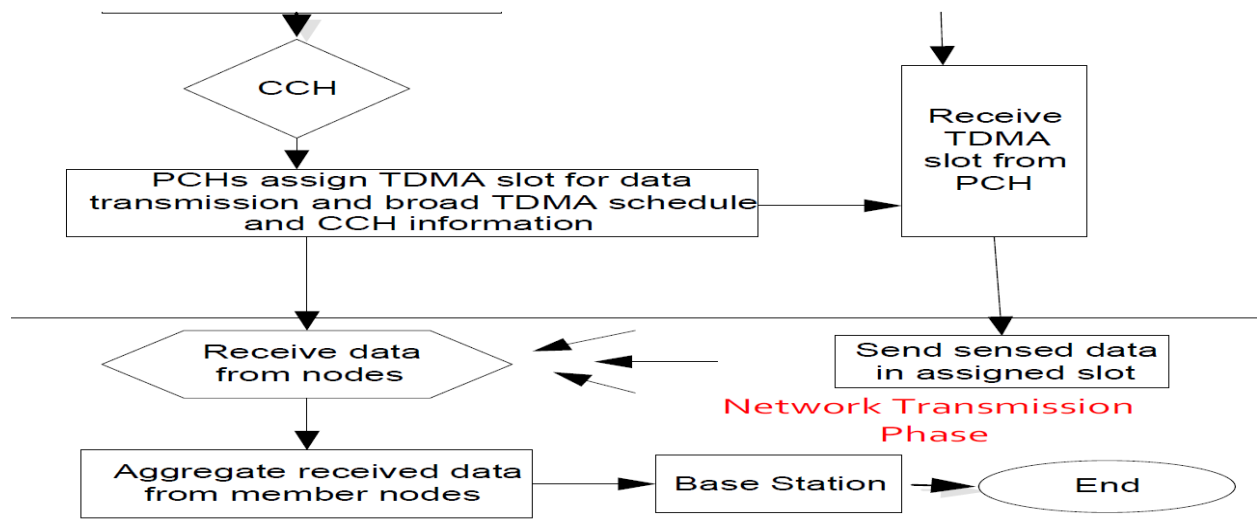 CCH
PCHs assign TDMA slot for data
transmission and broad TDMA schedule
and CCH information
Receive
TDMA
slot from
PCH
Receive data
from nodes
Send sensed data
in assigned slot
Network Transmission
Phase
Aggregate received data
from member nodes
Base Station
End